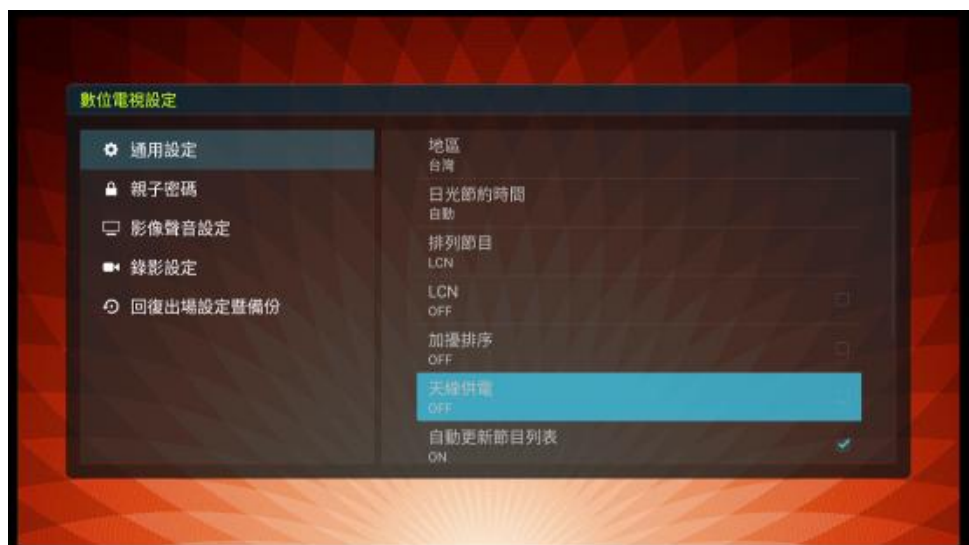 數位電視設定
通用設定
親子密碼
影像聲音設定
錄影設定
回復出場設定暨備份
地區
台灣
日光節約時間
自動
排列節目
LCN
LCN
OFF
加擾排序
OFF
天線供電
OFF
自動更新節目列表
ON